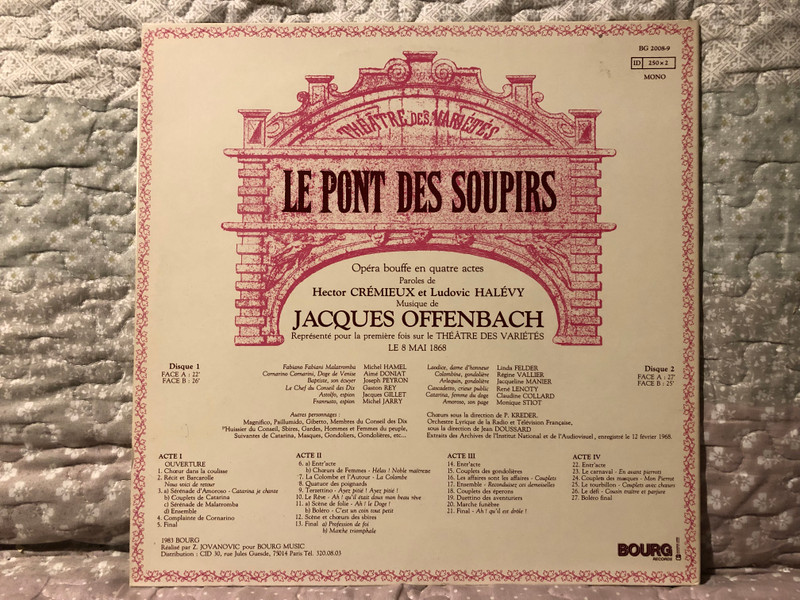 BG 2008-9
ID 250 × 2
MONO
THÉÂTRE DES VARIÉTÉS
LE PONT DES SOUPIRS
Opéra bouffe en quatre actes
Paroles de
Hector CRÉMIEUX et Ludovic HALÉVY
Musique de
JACQUES OFFENBACH
Représenté pour la première fois sur le THÉÂTRE DES VARIÉTÉS
LE 8 MAI 1868
Disque 1
FACE A : 22'
FACE B : 26'
Fabiano Fabiani Malatromba Michel HAMEL
Cornarino Cornarini, Doge de Venise Aimé DONIAT
Baptiste, son écuyer Joseph PEYRON
Le Chef du Conseil des Dix Gaston REY
Astolfo, espion Jacques GILLET
Franrusto, espion Michel JARRY
Laodice, dame d'honneur Linda FELDER
Colombine, gondolière Régine VALLIER
Arlequin, gondolière Jacqueline MANIER
Cascadetto, crieur public René LENOTY
Catarina, femme du doge Claudine COLLARD
Amoroso, son page Monique STIOT
Disque 2
FACE A : 27'
FACE B : 25'
Autres personnages :
Magnifico, Paillumido, Gibetto, Membres du Conseil des Dix
Huissier du Conseil, Sbires, Gardes, Hommes et Femmes du peuple,
Suivantes de Catarina, Masques, Gondoliers, Gondolières, etc...
Chœurs sous la direction de P. KREDER.
Orchestre Lyrique de la Radio et Télévision Française,
sous la direction de Jean DOUSSARD
Extraits des Archives de l'Institut National et de l'Audiovisuel, enregistré le 12 février 1968.
ACTE I
OUVERTURE
1. Chœur dans la coulisse
2. Récit et Barcarolle
Nous voici de retour
3. a) Sérénade d'Amoroso - Catarina je chante
b) Couplets de Catarina
c) Sérénade de Malatromba
d) Ensemble
4. Complainte de Cornarino
5. Final
ACTE II
6. a) Entr'acte
b) Chœurs de Femmes - Hélas ! Noble maîtresse
7. La Colombe et l'Autour - La Colombe
8. Quatuor des poignards
9. Terzettino - Ayez pitié ! Ayez pitié !
10. Le Rêve - Ah ! qu'il était doux mon beau rêve
11. a) Scène de folie - Ah ! le Doge !
b) Boléro - C'est un coin tout petit
12. Scène et chœurs des sbires
13. Final a) Profession de foi
b) Marche triomphale
ACTE III
14. Entr'acte
15. Couplets des gondolières
16. Les affaires sont les affaires - Couplets
17. Ensemble - Reconduisez ces demoiselles
18. Couplets des éperons
19. Duettino des aventuriers
20. Marche funèbre
21. Final - Ah ! qu'il est drôle !
ACTE IV
22. Entr'acte
23. Le carnaval - En avant pierrots
24. Couplets des masques - Mon Pierrot
25. Le tourbillon - Couplets avec chœurs
26. Le défi - Cousin traître et parjure
27. Boléro final
1983 BOURG
Réalisé par Z. JOVANOVIC pour BOURG MUSIC
Distribution : CID 30, rue Jules Guesde, 75014 Paris Tél. 320.08.03
BOURG
RECORDS